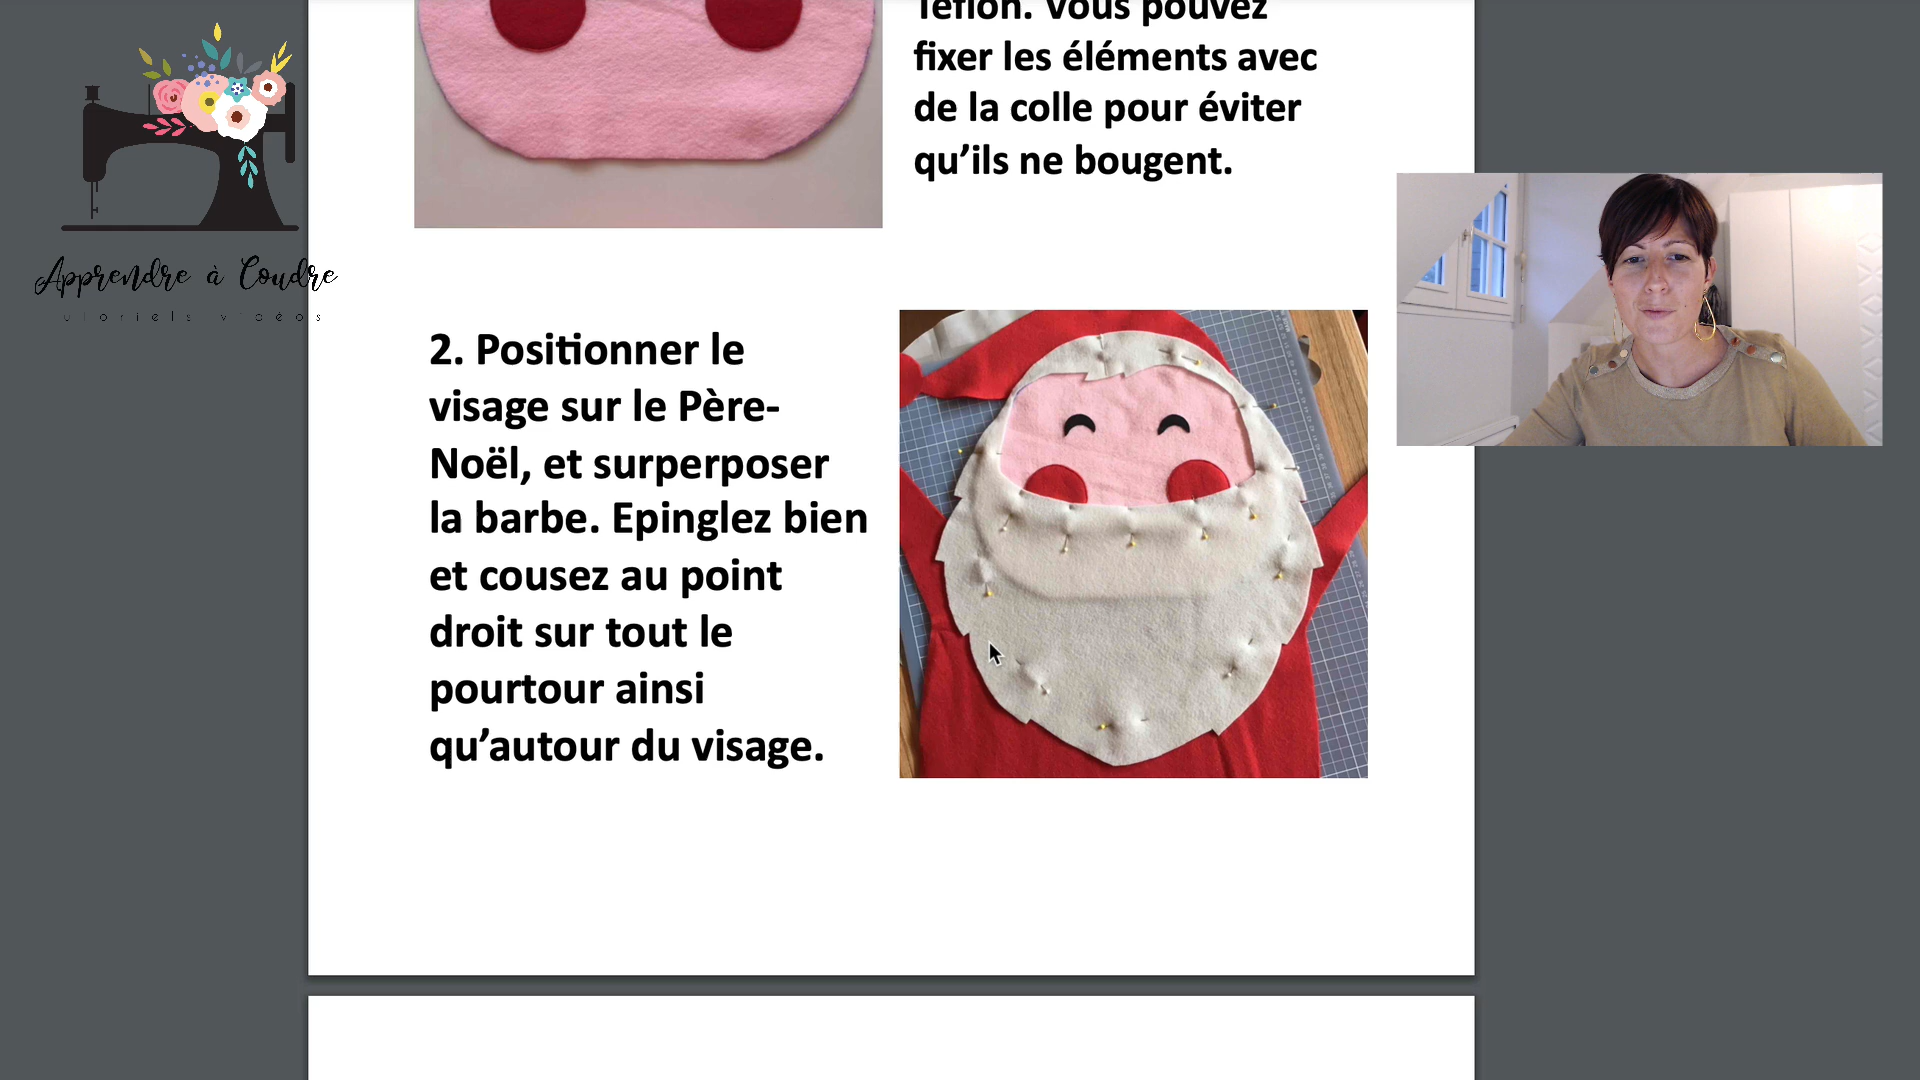 Apprendre à Coudre
utoriels vidéos
Teflon. Vous pouvez
fixer les éléments avec
de la colle pour éviter
qu’ils ne bougent.
2. Positionner le
visage sur le Père-
Noël, et surperposer
la barbe. Epinglez bien
et cousez au point
droit sur tout le
pourtour ainsi
qu’autour du visage.